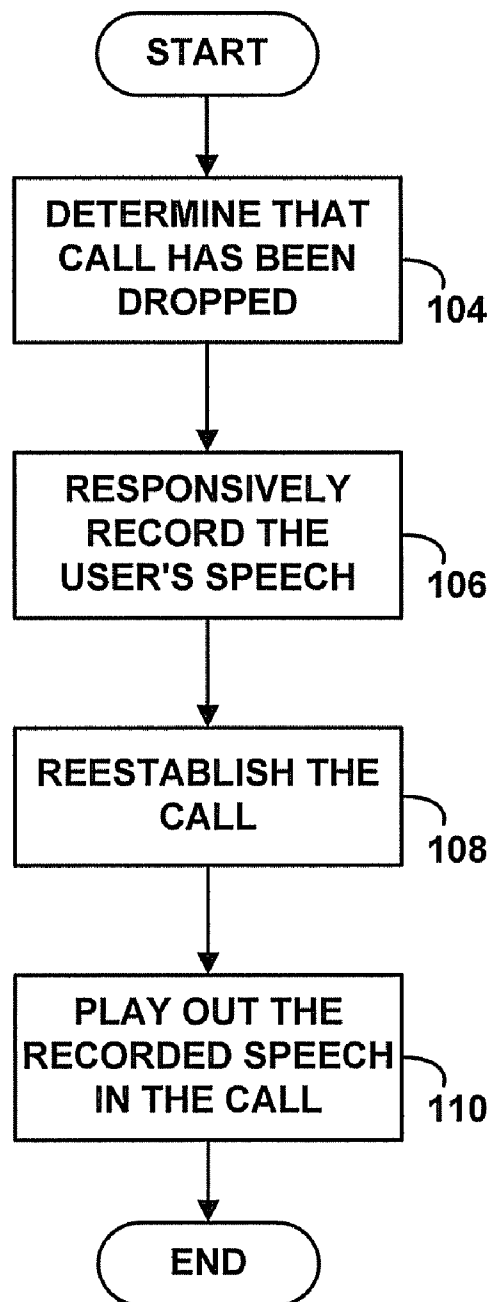 START
DETERMINE THAT
CALL HAS BEEN
DROPPED
104
RESPONSIVELY
RECORD THE
USER'S SPEECH
106
REESTABLISH THE
CALL
108
PLAY OUT THE
RECORDED SPEECH
IN THE CALL
110
END